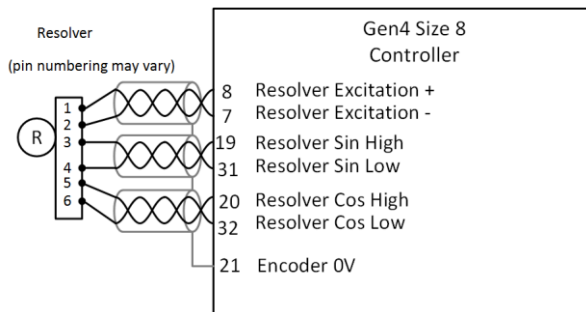 Resolver
(pin numbering may vary)
R
1
2
3
4
5
6
Gen4 Size 8
Controller
8 Resolver Excitation +
7 Resolver Excitation -
19 Resolver Sin High
31 Resolver Sin Low
20 Resolver Cos High
32 Resolver Cos Low
21 Encoder 0V